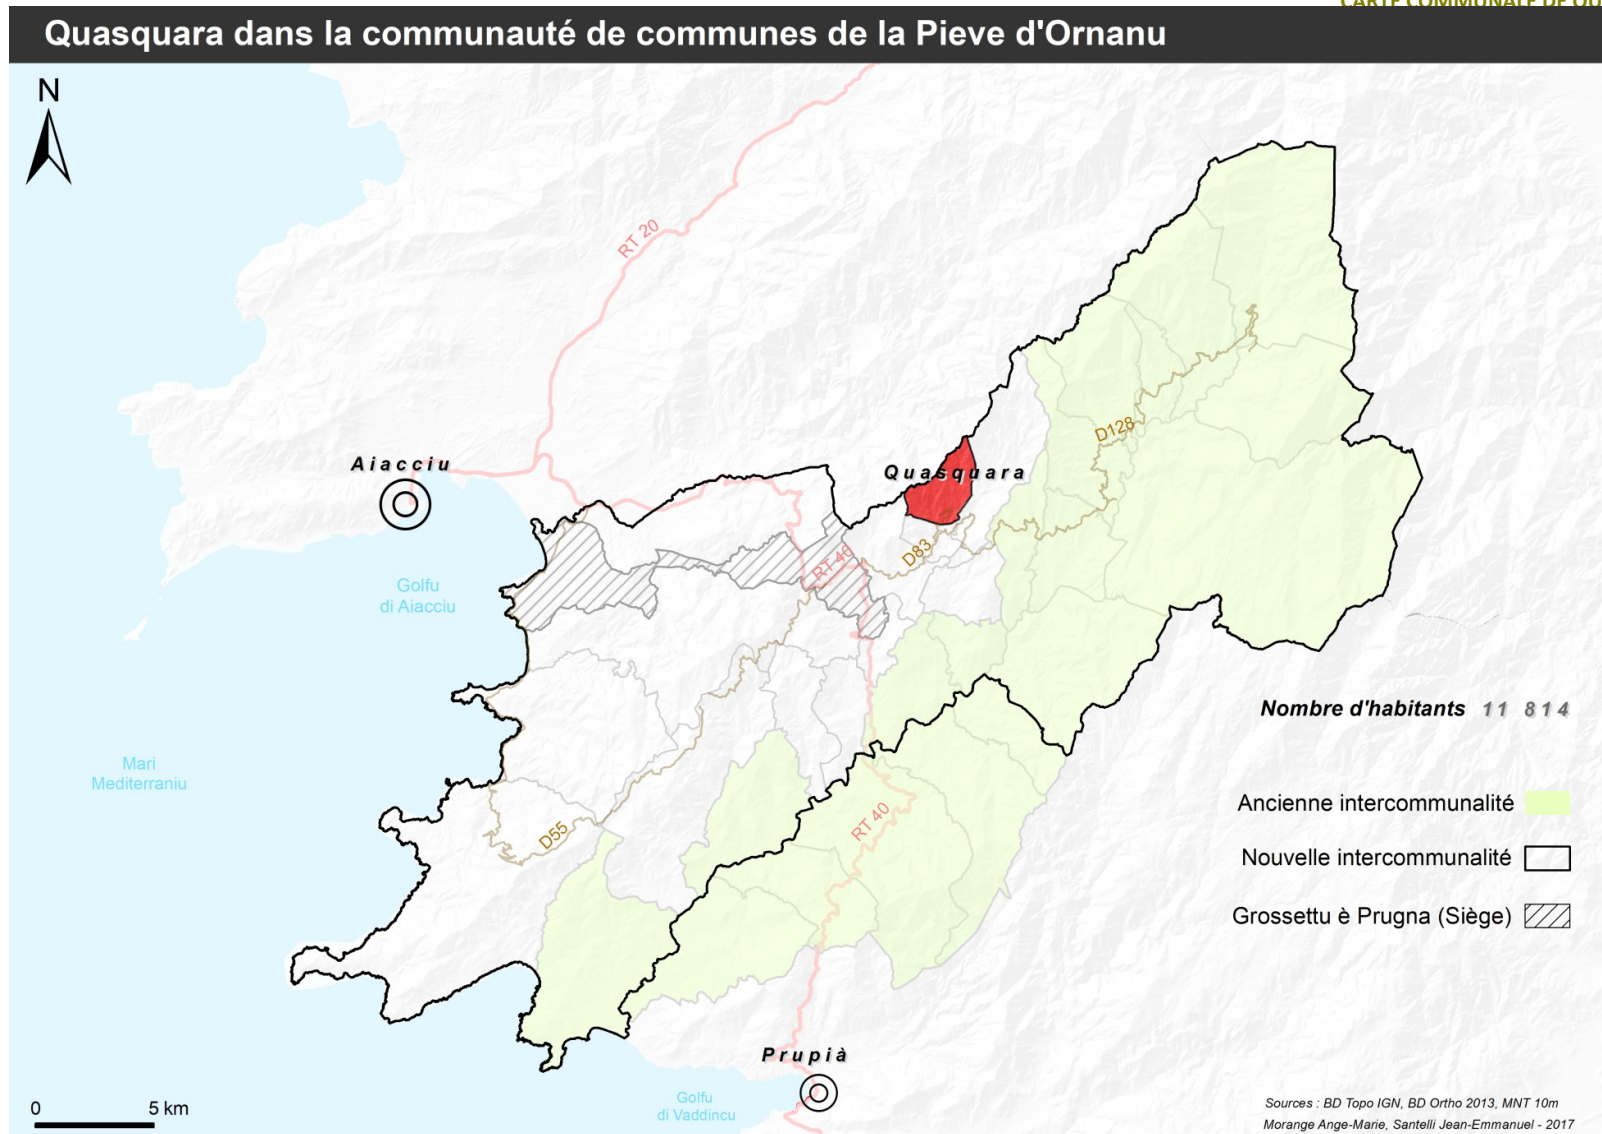 Quasquara dans la communauté de communes de la Pieve d'Ornanu
N
RT 20
D128
Aiacciu
Quasquara
D83
RT 40
Golfu
di Aiacciu
Nombre d'habitants 11 814
Mari
Mediterraniu
Ancienne intercommunalité
RT 40
D55
Nouvelle intercommunalité
Grossettu è Prugna (Siège)
Prupià
Golfu
di Vaddincu
0 5 km
Sources : BD Topo IGN, BD Ortho 2013, MNT 10m
Morange Ange-Marie, Santelli Jean-Emmanuel - 2017